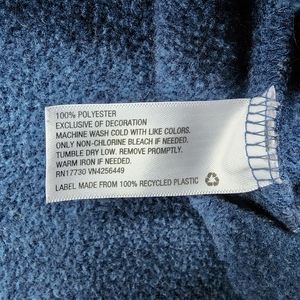 100% POLYESTER
EXCLUSIVE OF DECORATION
MACHINE WASH COLD WITH LIKE COLORS.
ONLY NON-CHLORINE BLEACH IF NEEDED.
TUMBLE DRY LOW. REMOVE PROMPTLY.
WARM IRON IF NEEDED.
RN17730 VN4256449
LABEL MADE FROM 100% RECYCLED PLASTIC